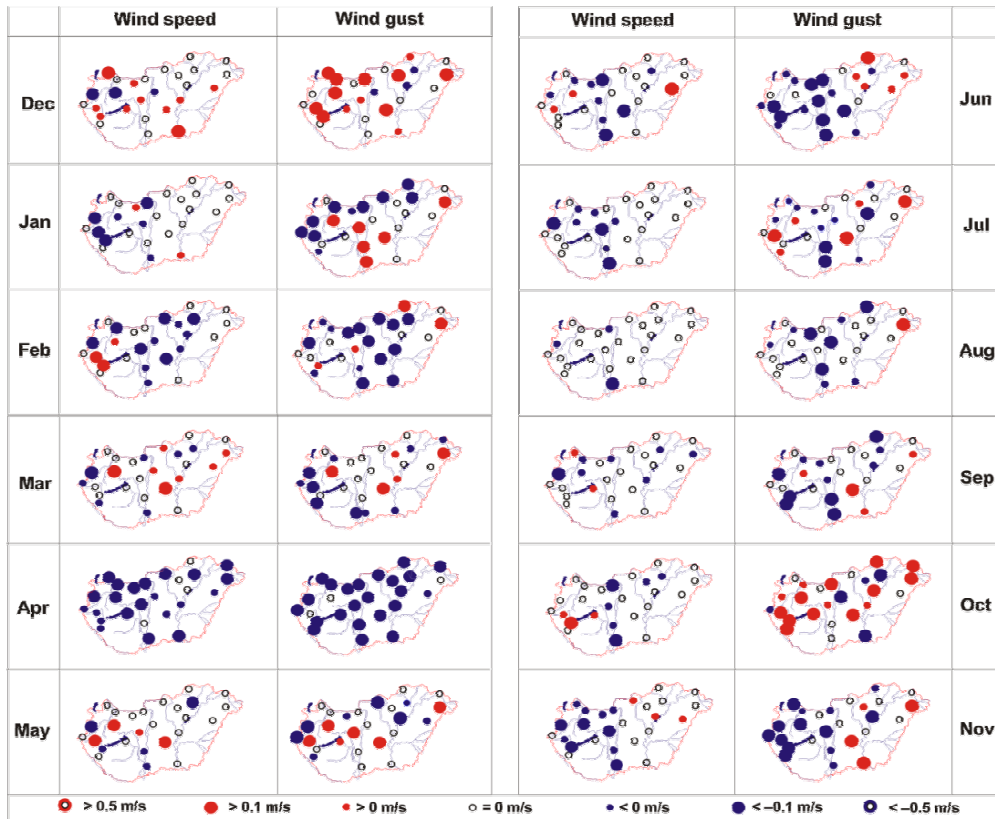 Wind speed Wind gust Wind speed Wind gust
Dec Jun
Jan Jul
Feb Aug
Mar Sep
Apr Oct
May Nov
> 0.5 m/s > 0.1 m/s > 0 m/s = 0 m/s < 0 m/s < −0.1 m/s < −0.5 m/s